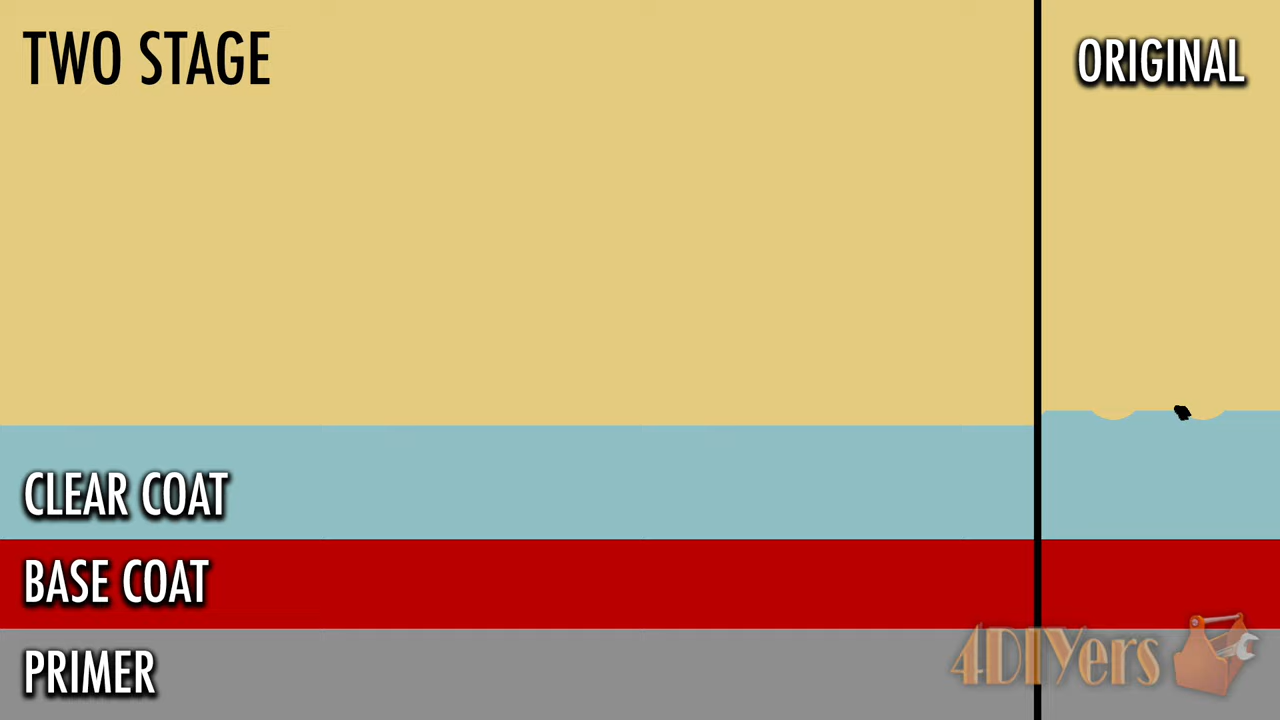 TWO STAGE
ORIGINAL
CLEAR COAT
BASE COAT
PRIMER
4DIYers